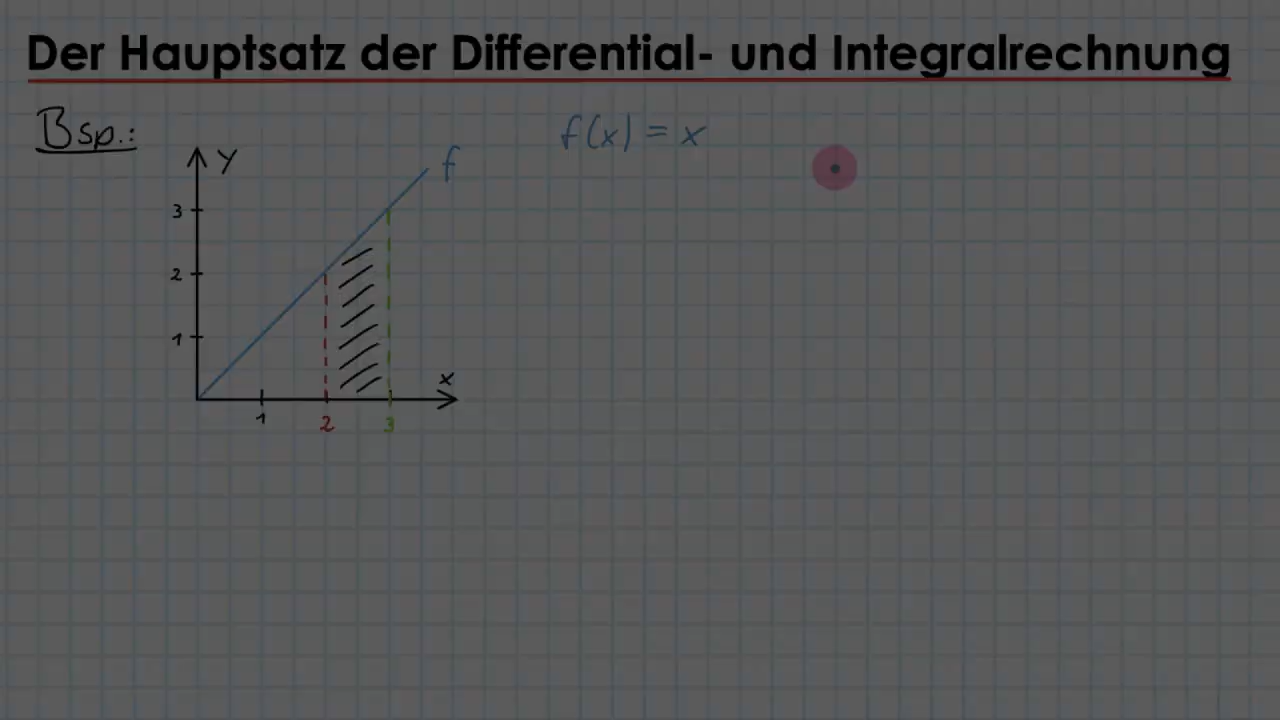 Der Hauptsatz der Differential- und Integralrechnung
Bsp.:
f(x) = x
y
f
3
2
1
x
1 2 3